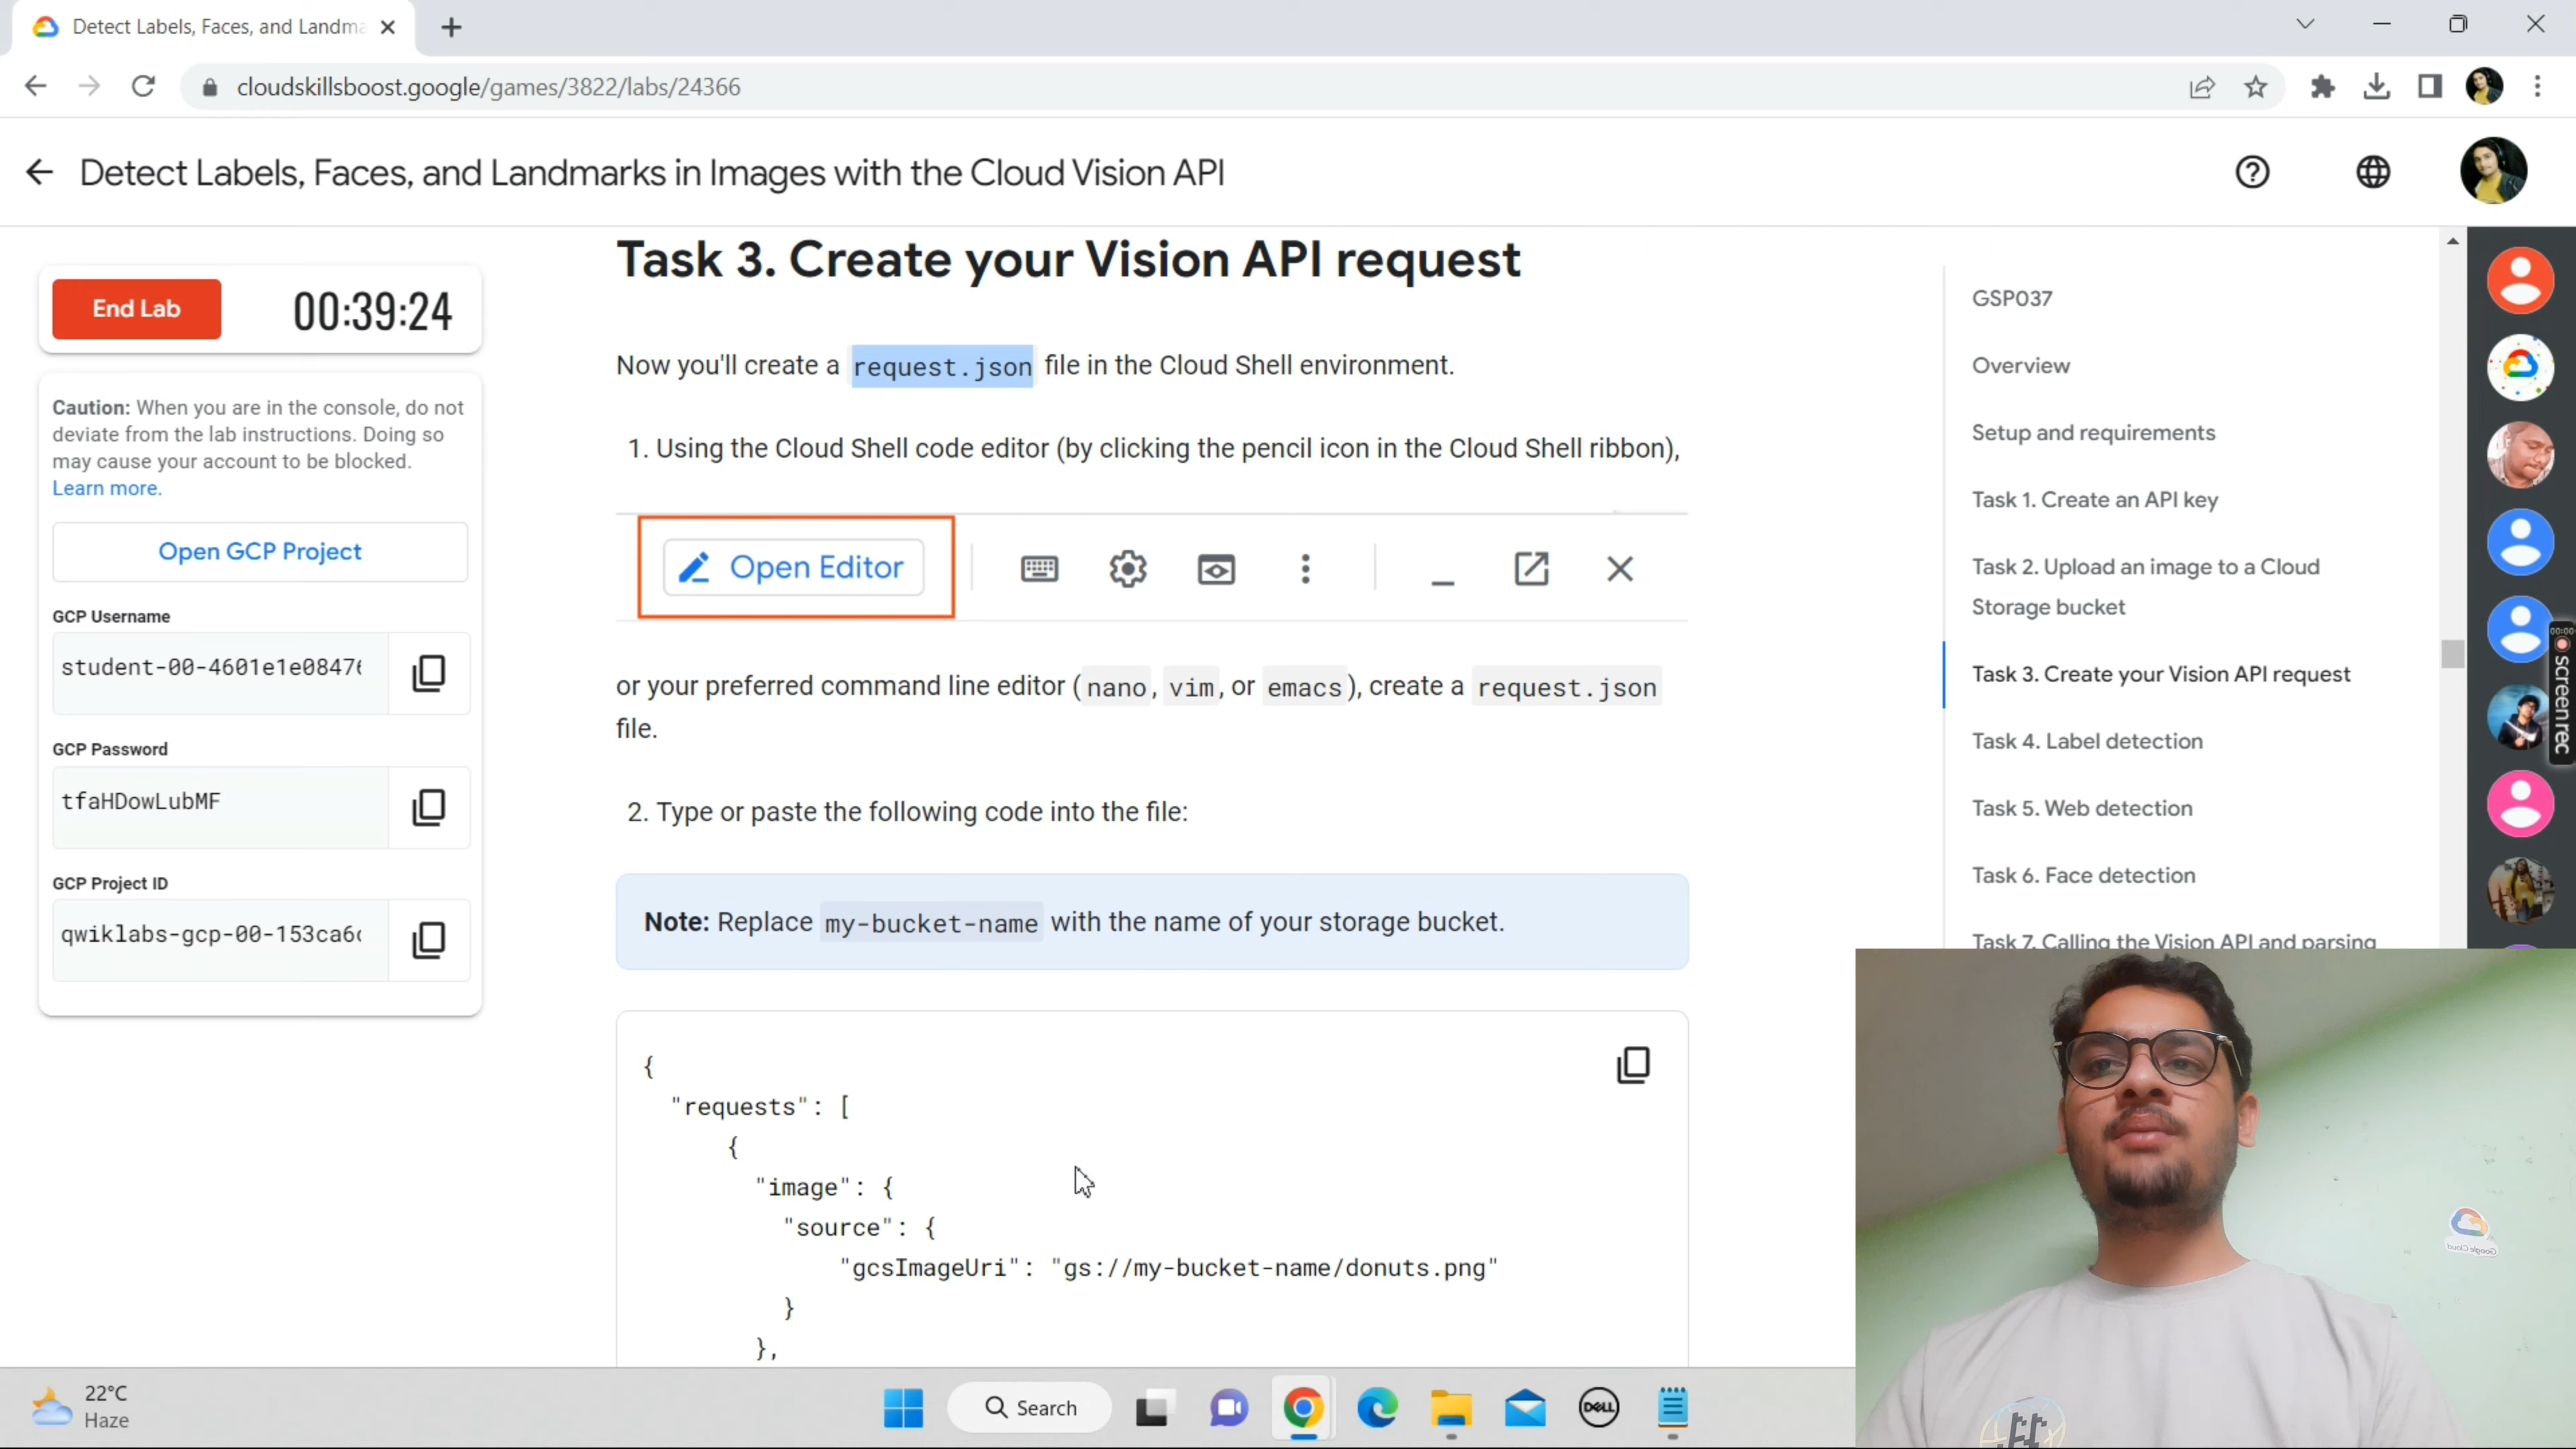 Detect Labels, Faces, and Landma
cloudskillsboost.google/games/3822/labs/24366
Detect Labels, Faces, and Landmarks in Images with the Cloud Vision API
End Lab
00:39:24
Caution: When you are in the console, do not
deviate from the lab instructions. Doing so
may cause your account to be blocked.
Learn more.
Open GCP Project
GCP Username
student-00-4601e1e08476
GCP Password
tfaHDowLubMF
GCP Project ID
qwiklabs-gcp-00-153ca6c
Task 3. Create your Vision API request
Now you'll create a request.json file in the Cloud Shell environment.
1. Using the Cloud Shell code editor (by clicking the pencil icon in the Cloud Shell ribbon),
Open Editor
or your preferred command line editor (nano, vim, or emacs), create a request.json
file.
2. Type or paste the following code into the file:
Note: Replace my-bucket-name with the name of your storage bucket.
{
"requests": [
{
"image": {
"source": {
"gcsImageUri": "gs://my-bucket-name/donuts.png"
}
},
GSP037
Overview
Setup and requirements
Task 1. Create an API key
Task 2. Upload an image to a Cloud
Storage bucket
Task 3. Create your Vision API request
Task 4. Label detection
Task 5. Web detection
Task 6. Face detection
Task 7. Calling the Vision API and parsing
screenrec
22°C
Haze
Search
DELL